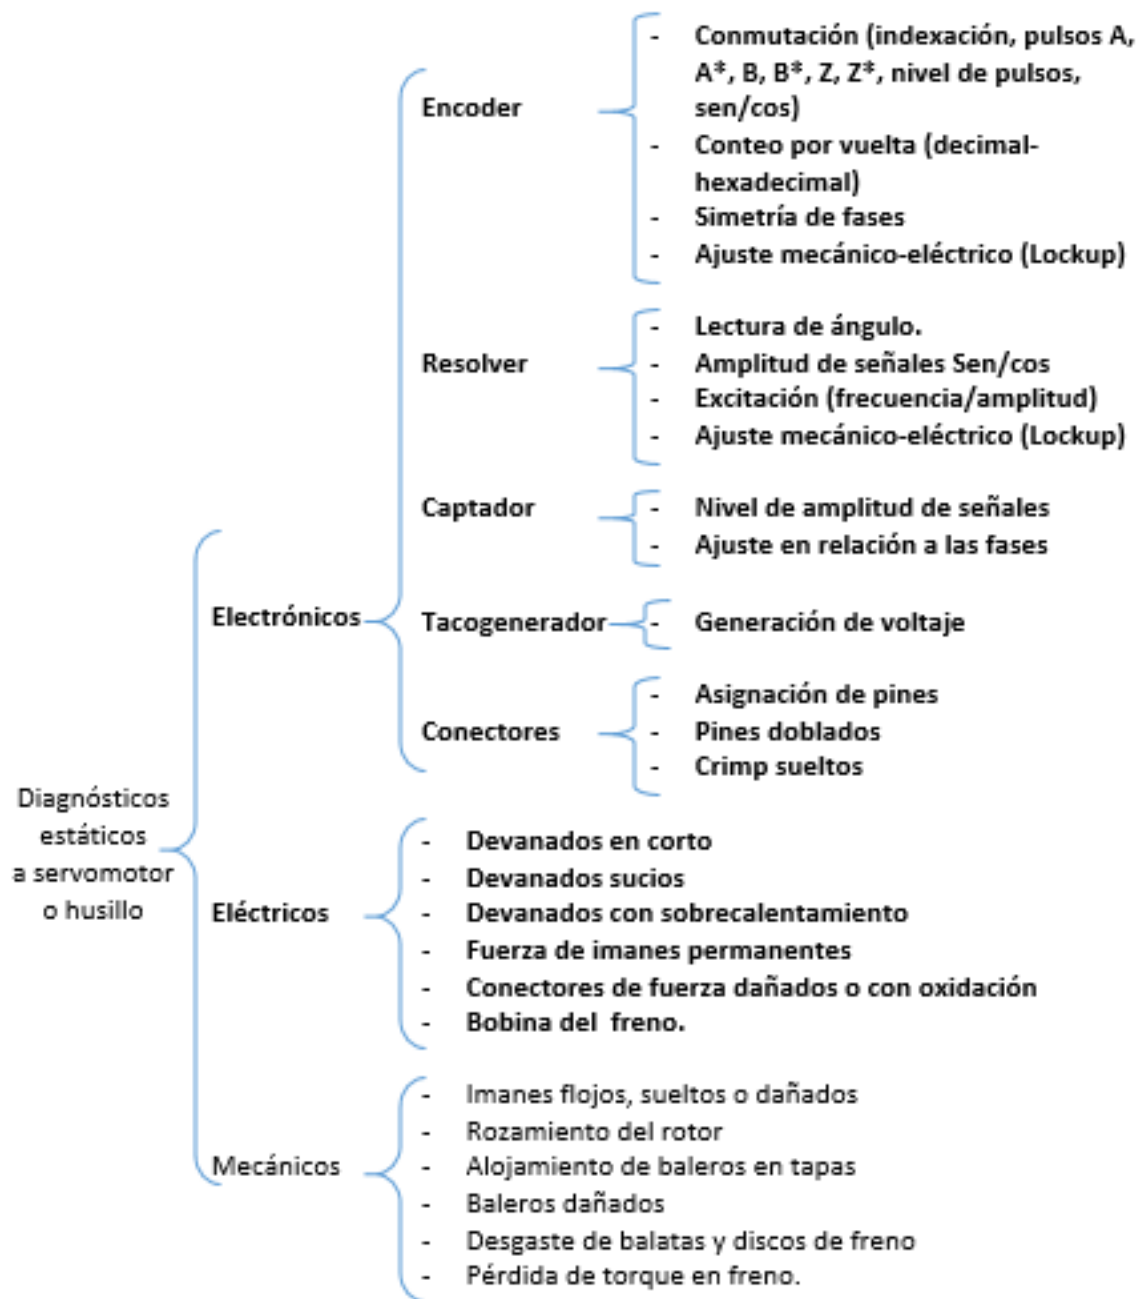 Diagnósticos
estáticos
a servomotor
o husillo
Electrónicos
Encoder
- Conmutación (indexación, pulsos A,
A*, B, B*, Z, Z*, nivel de pulsos,
sen/cos)
- Conteo por vuelta (decimal-
hexadecimal)
- Simetría de fases
- Ajuste mecánico-eléctrico (Lockup)
Resolver
- Lectura de ángulo.
- Amplitud de señales Sen/cos
- Excitación (frecuencia/amplitud)
- Ajuste mecánico-eléctrico (Lockup)
Captador
- Nivel de amplitud de señales
- Ajuste en relación a las fases
Tacogenerador
- Generación de voltaje
Conectores
- Asignación de pines
- Pines doblados
- Crimp sueltos
Eléctricos
- Devanados en corto
- Devanados sucios
- Devanados con sobrecalentamiento
- Fuerza de imanes permanentes
- Conectores de fuerza dañados o con oxidación
- Bobina del freno.
Mecánicos
- Imanes flojos, sueltos o dañados
- Rozamiento del rotor
- Alojamiento de baleros en tapas
- Baleros dañados
- Desgaste de balatas y discos de freno
- Pérdida de torque en freno.